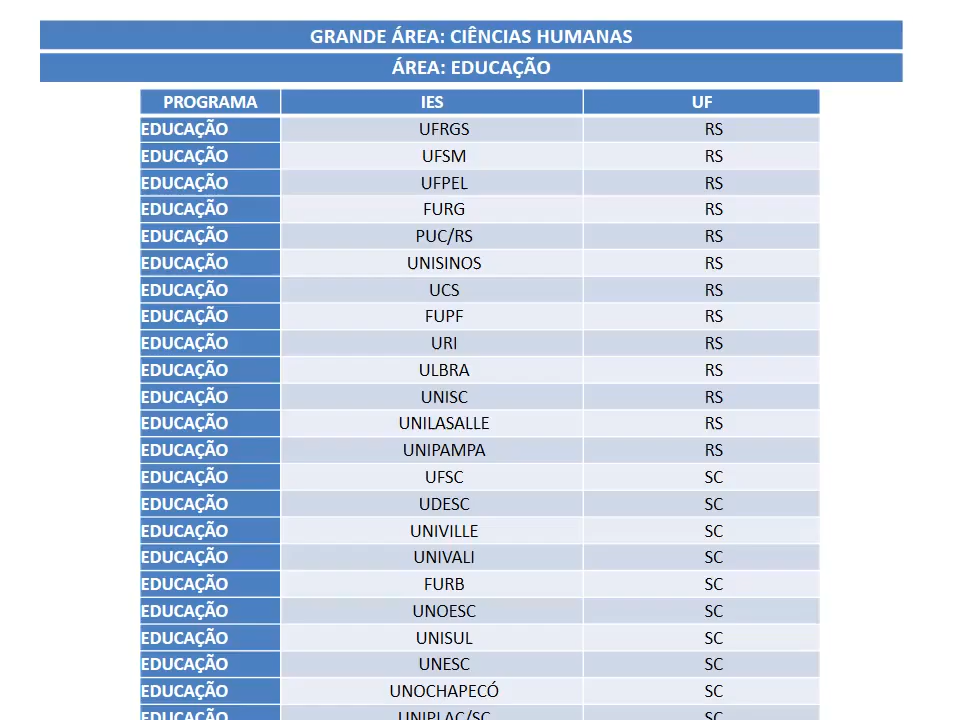 GRANDE ÁREA: CIÊNCIAS HUMANAS
ÁREA: EDUCAÇÃO
PROGRAMA IES UF
EDUCAÇÃO UFRGS RS
EDUCAÇÃO UFSM RS
EDUCAÇÃO UFPEL RS
EDUCAÇÃO FURG RS
EDUCAÇÃO PUC/RS RS
EDUCAÇÃO UNISINOS RS
EDUCAÇÃO UCS RS
EDUCAÇÃO FUPF RS
EDUCAÇÃO URI RS
EDUCAÇÃO ULBRA RS
EDUCAÇÃO UNISC RS
EDUCAÇÃO UNILASALLE RS
EDUCAÇÃO UNIPAMPA RS
EDUCAÇÃO UFSC SC
EDUCAÇÃO UDESC SC
EDUCAÇÃO UNIVILLE SC
EDUCAÇÃO UNIVALI SC
EDUCAÇÃO FURB SC
EDUCAÇÃO UNOESC SC
EDUCAÇÃO UNISUL SC
EDUCAÇÃO UNESC SC
EDUCAÇÃO UNOCHAPECÓ SC
EDUCAÇÃO UNIPLAC/SC SC